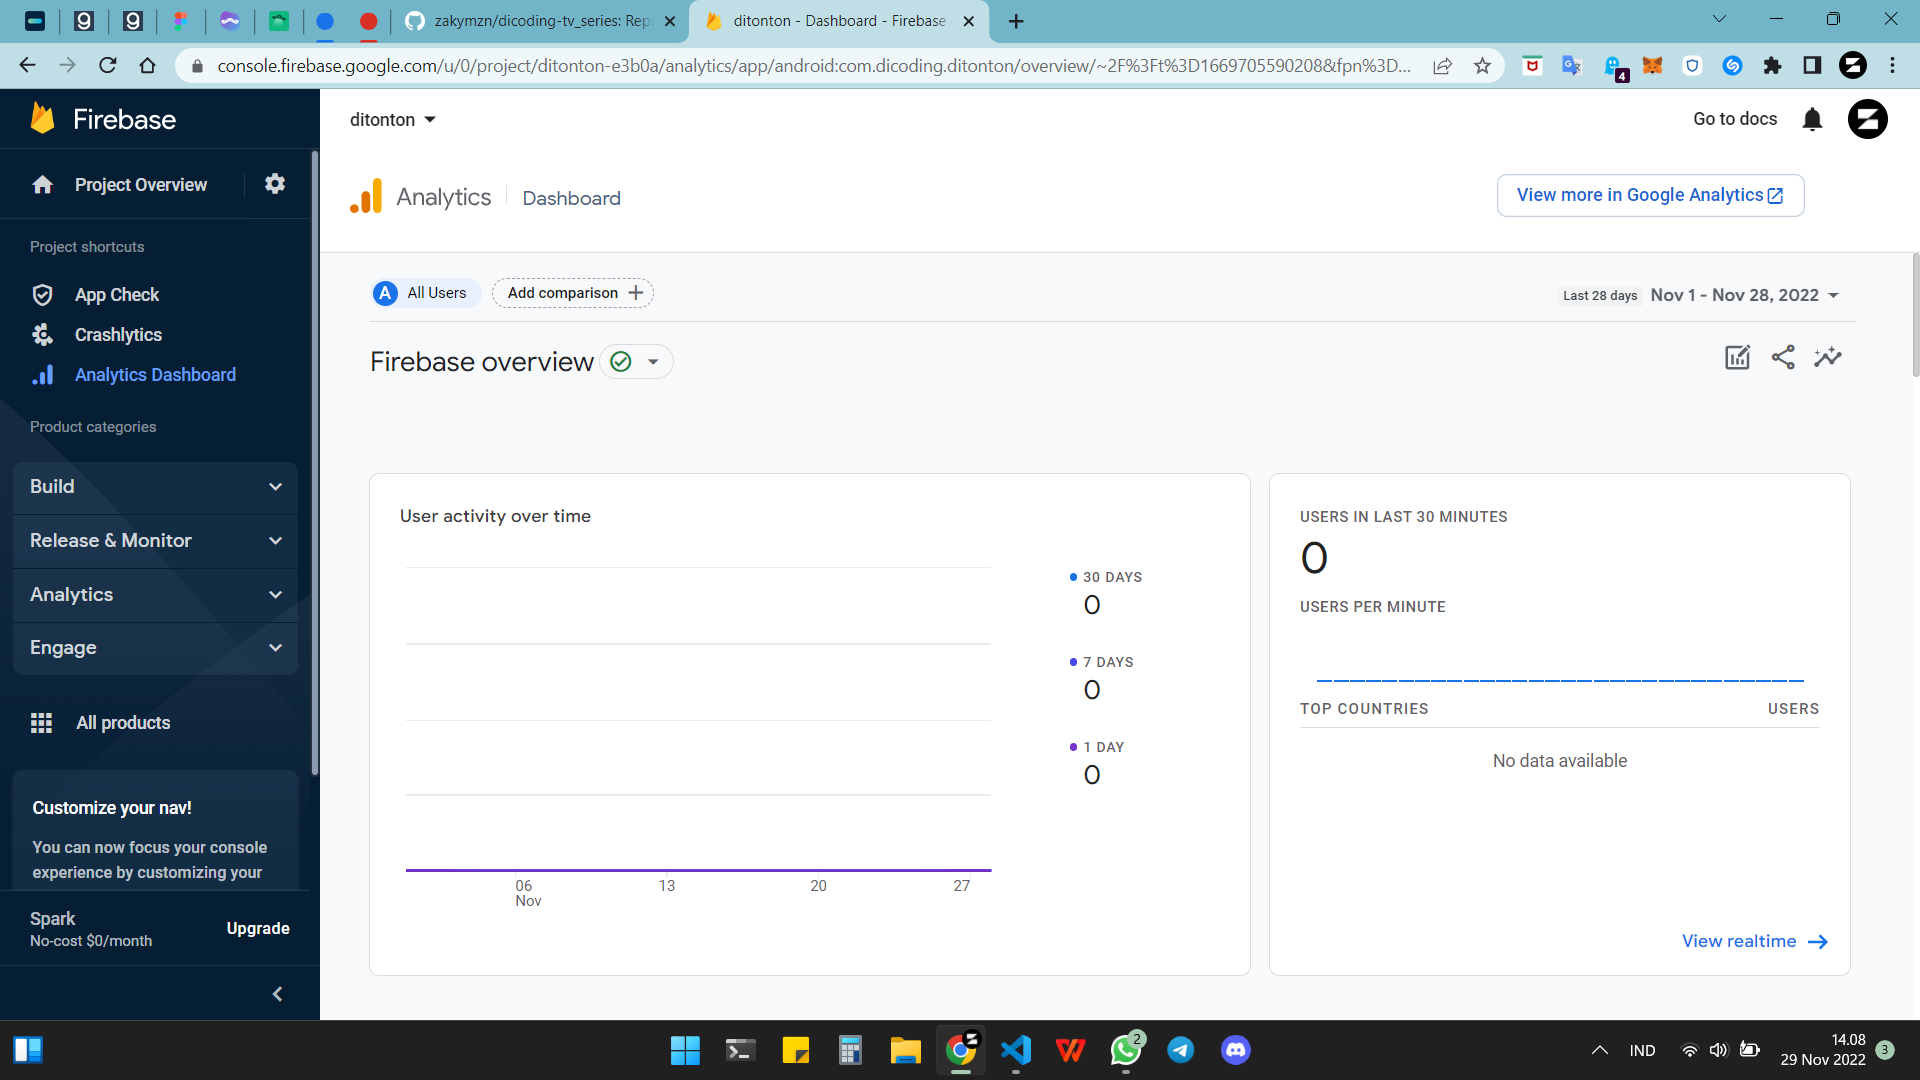 zakymzn/dicoding-tv_series: Rep
ditonton - Dashboard - Firebase
console.firebase.google.com/u/0/project/ditonton-e3b0a/analytics/app/android:com.dicoding.ditonton/overview/~2F%3Ft%3D1669705590208&fpn%3D...
4
Firebase
ditonton
Go to docs
Project Overview
Analytics
Dashboard
View more in Google Analytics
Project shortcuts
App Check
Crashlytics
Analytics Dashboard
Product categories
Build
Release & Monitor
Analytics
Engage
All products
Customize your nav!
You can now focus your console
experience by customizing your
Spark
No-cost $0/month
Upgrade
A All Users
Add comparison
Last 28 days Nov 1 - Nov 28, 2022
Firebase overview
User activity over time
30 DAYS
0
7 DAYS
0
1 DAY
0
06 13 20 27
Nov
USERS IN LAST 30 MINUTES
0
USERS PER MINUTE
TOP COUNTRIES USERS
No data available
View realtime
2
IND
14.08
29 Nov 2022
3